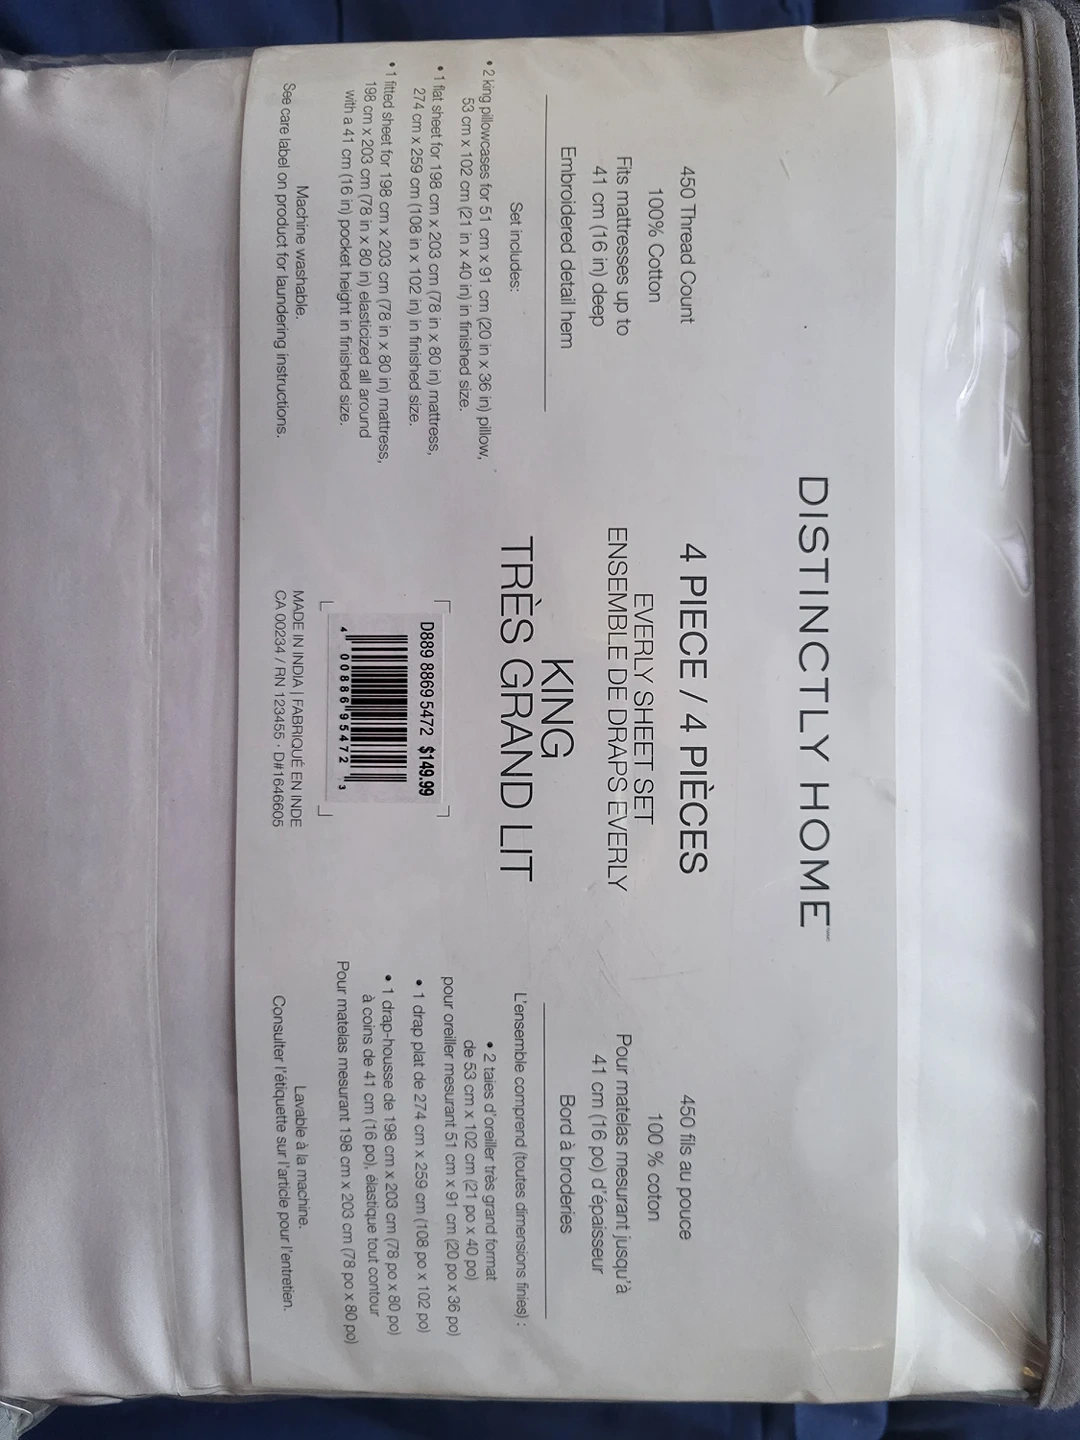 DISTINCTLY HOME™
450 Thread Count
100% Cotton
Fits mattresses up to
41 cm (16 in) deep
Embroidered detail hem
Set includes:
• 2 king pillowcases for 51 cm x 91 cm (20 in x 36 in) pillow,
53 cm x 102 cm (21 in x 40 in) in finished size.
• 1 flat sheet for 198 cm x 203 cm (78 in x 80 in) mattress,
274 cm x 259 cm (108 in x 102 in) in finished size.
• 1 fitted sheet for 198 cm x 203 cm (78 in x 80 in) mattress,
198 cm x 203 cm (78 in x 80 in) elasticized all around
with a 41 cm (16 in) pocket height in finished size.
Machine washable.
See care label on product for laundering instructions.
4 PIECE / 4 PIÈCES
EVERLY SHEET SET
ENSEMBLE DE DRAPS EVERLY
KING
TRÈS GRAND LIT
D889 8869 5472 $149.99
4 00886 95472 3
MADE IN INDIA | FABRIQUÉ EN INDE
CA 00234 / RN 123455 · D#1646605
450 fils au pouce
100 % coton
Pour matelas mesurant jusqu'à
41 cm (16 po) d'épaisseur
Bord à broderies
L'ensemble comprend (toutes dimensions finies) :
• 2 taies d'oreiller très grand format
de 53 cm x 102 cm (21 po x 40 po)
pour oreiller mesurant 51 cm x 91 cm (20 po x 36 po)
• 1 drap plat de 274 cm x 259 cm (108 po x 102 po)
• 1 drap-housse de 198 cm x 203 cm (78 po x 80 po)
à coins de 41 cm (16 po), élastique tout contour
Pour matelas mesurant 198 cm x 203 cm (78 po x 80 po)
Lavable à la machine.
Consulter l'étiquette sur l'article pour l'entretien.